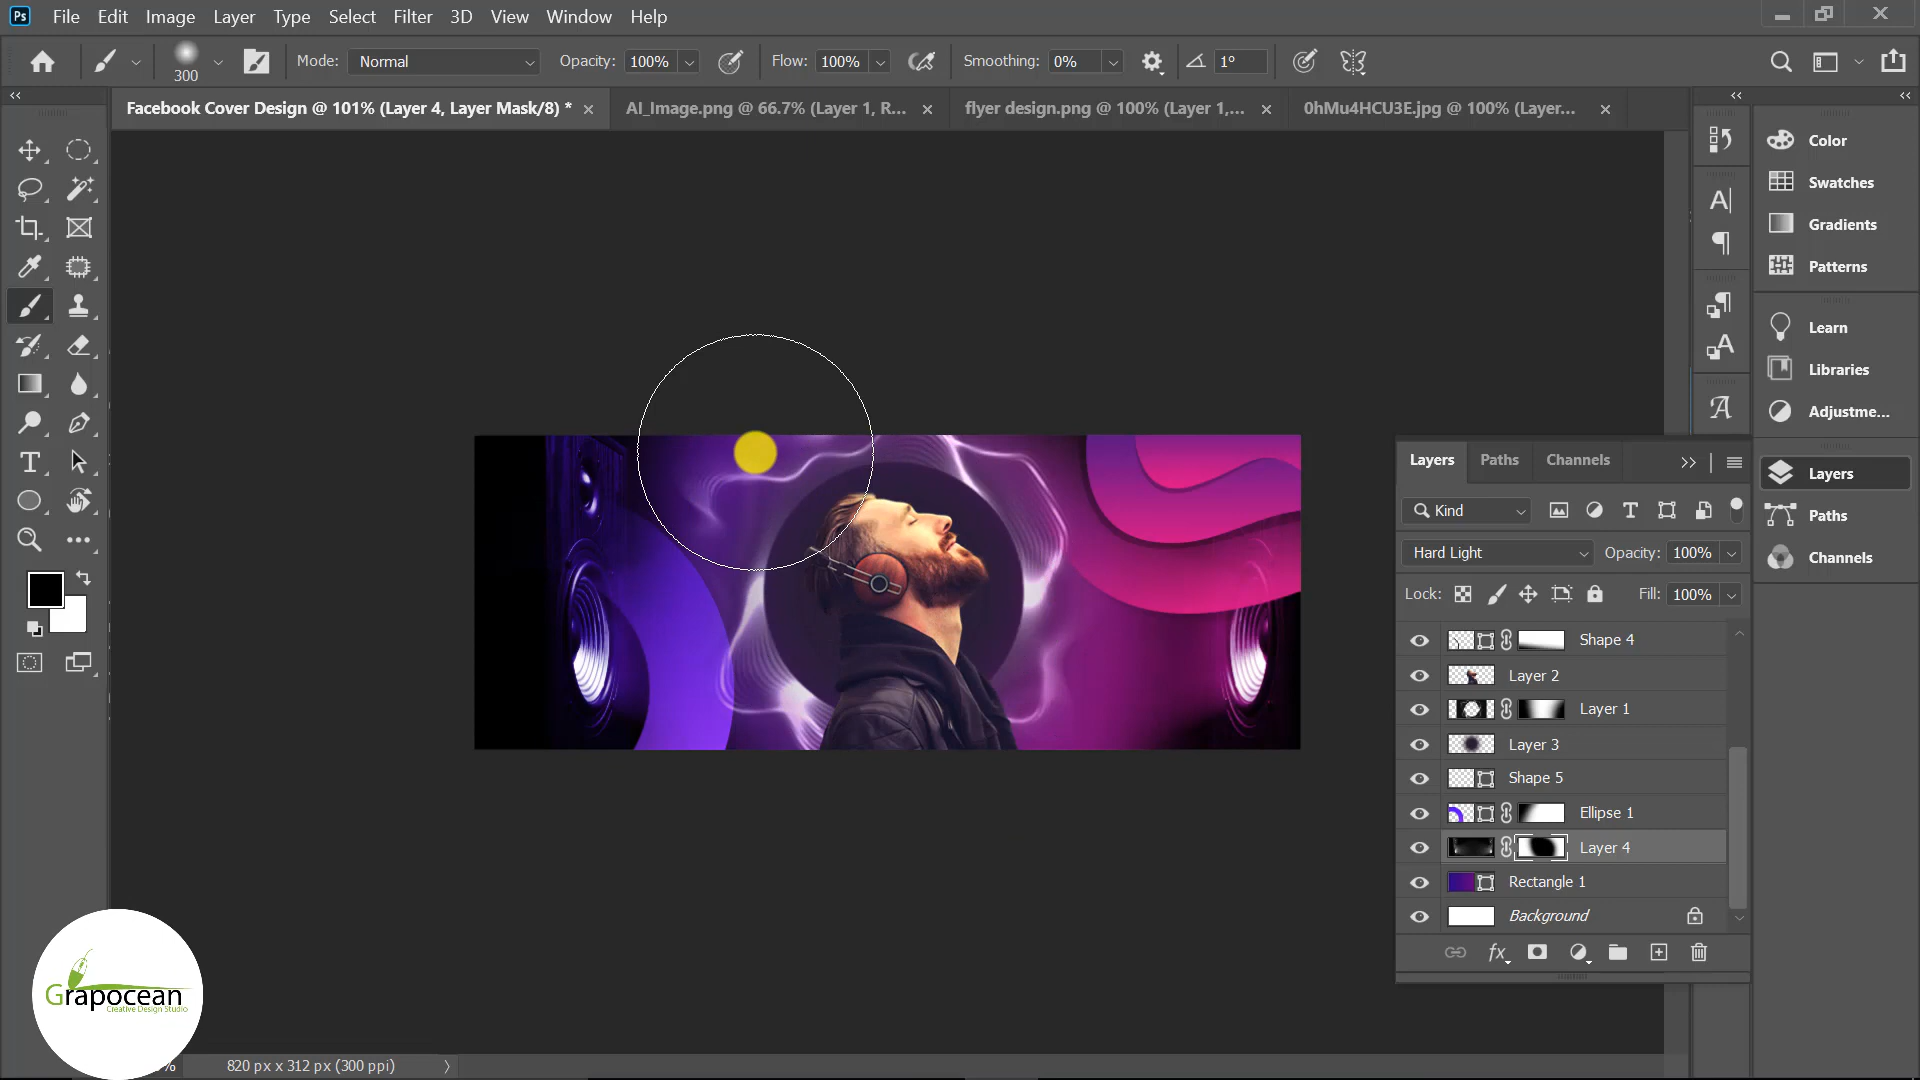 Ps File Edit Image Layer Type Select Filter 3D View Window Help
300 Mode: Normal Opacity: 100% Flow: 100% Smoothing: 0% 1°
Facebook Cover Design @ 101% (Layer 4, Layer Mask/8) *
AI_Image.png @ 66.7% (Layer 1, R...
flyer design.png @ 100% (Layer 1,...
0hMu4HCU3E.jpg @ 100% (Layer...
Color
Swatches
Gradients
Patterns
Learn
Libraries
Adjustme...
Layers
Paths
Channels
Layers Paths Channels
Kind
Hard Light Opacity: 100%
Lock: Fill: 100%
Shape 4
Layer 2
Layer 1
Layer 3
Shape 5
Ellipse 1
Layer 4
Rectangle 1
Background
fx
Grapocean
Creative Design Studio
% 820 px x 312 px (300 ppi)